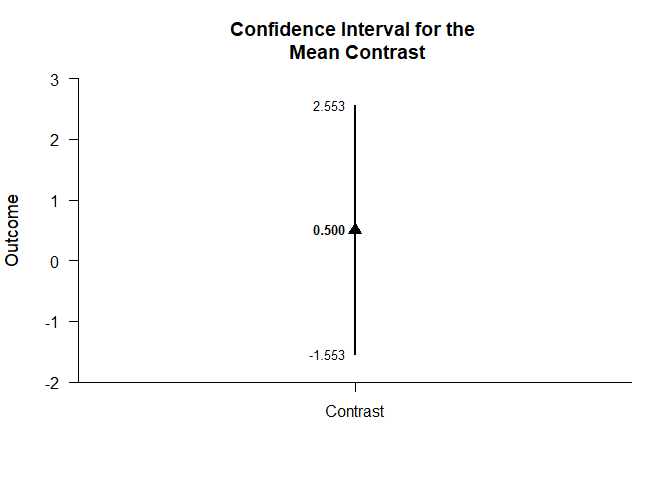 Confidence Interval for the
Mean Contrast
3
2
1
0
-1
-2
Outcome
2.553
0.500
-1.553
Contrast